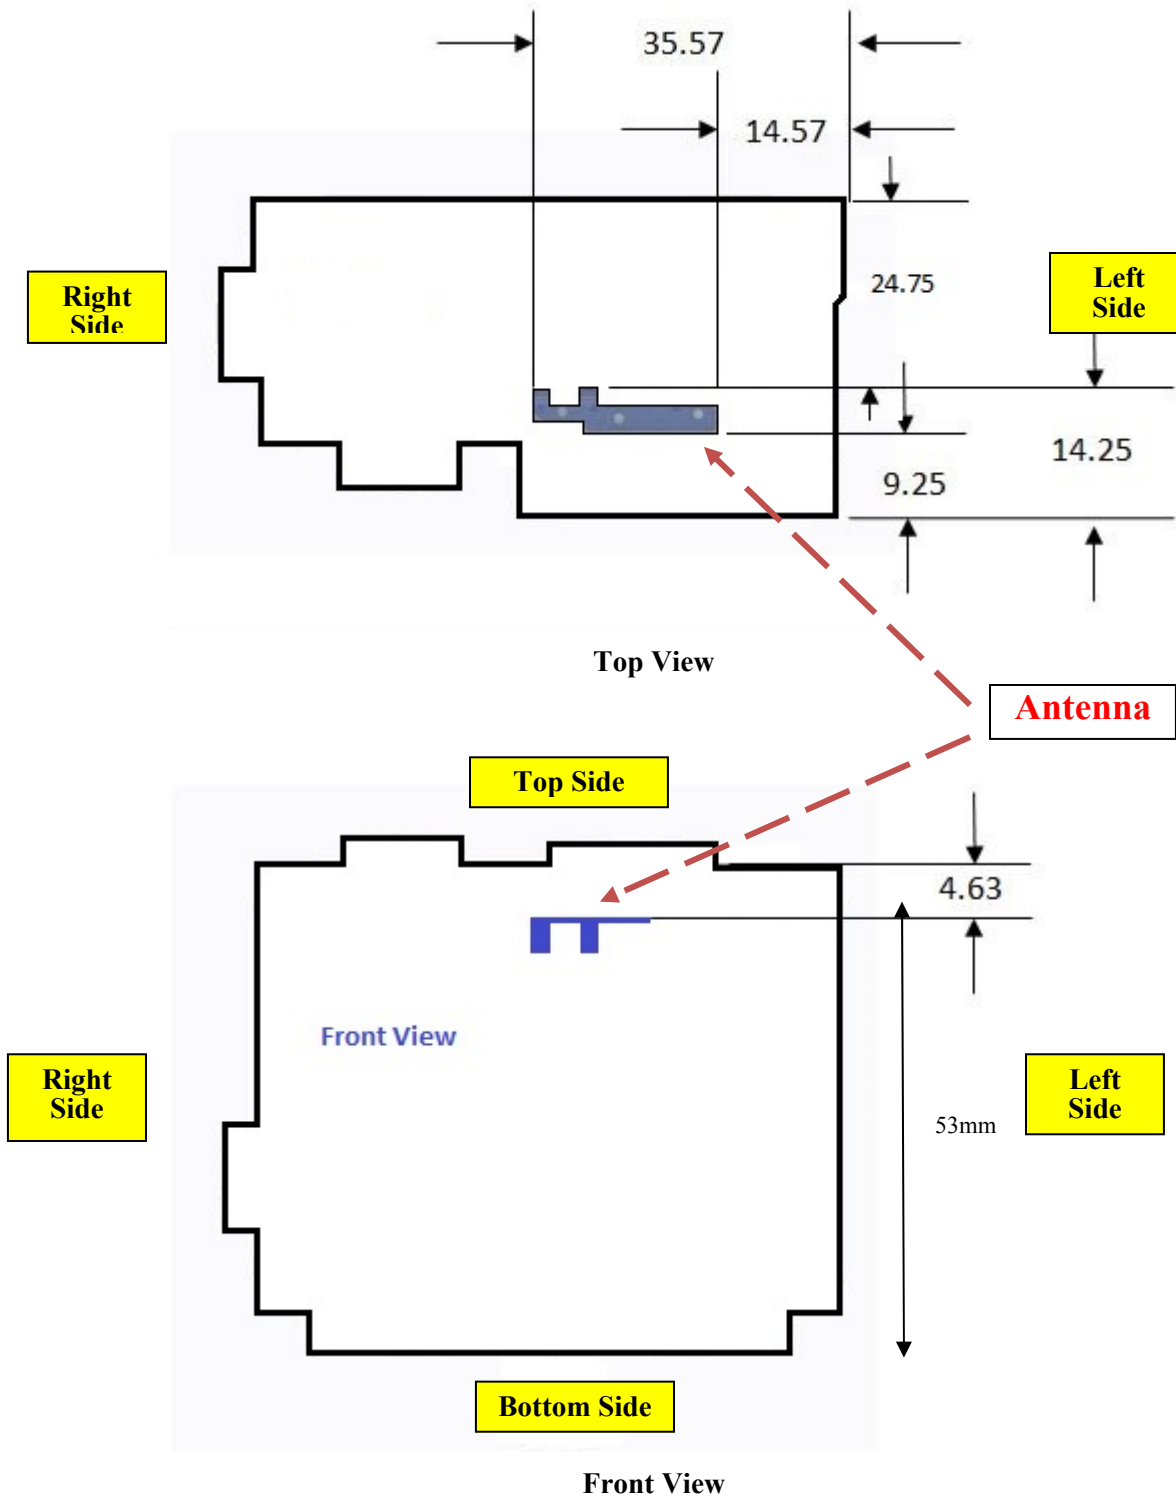 35.57
14.57
24.75
Right
Side
Left
Side
14.25
9.25
Top View
Antenna
Top Side
4.63
Front View
Right
Side
Left
Side
53mm
Bottom Side
Front View